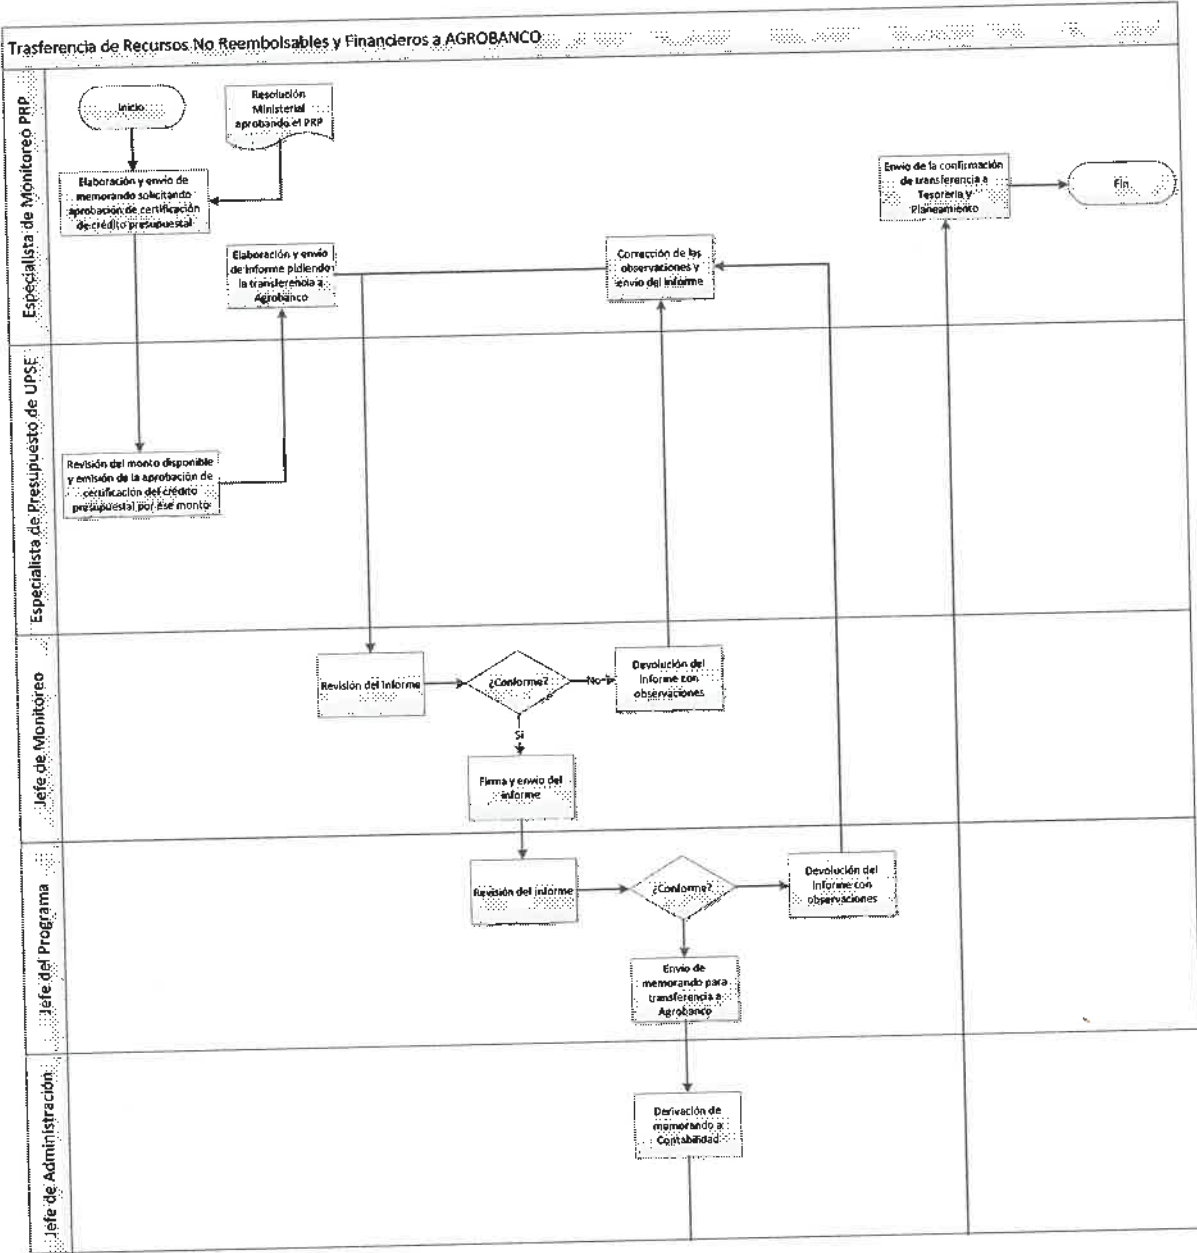 Trasferencia de Recursos No Reembolsables y Financieros a AGROBANCO
Especialista de Monitoreo PRP
Inicio
Resolución
Ministerial
aprobando el PRP
Elaboración y envío de
memorando solicitando
aprobación de certificación
de crédito presupuestal
Elaboración y envío
de informe pidiendo
la transferencia a
Agrobanco
Corrección de las
observaciones y
envío del informe
Envío de la confirmación
de transferencia a
Tesorería y
Planeamiento
Fin
Especialista de Presupuesto de UPSE
Revisión del monto disponible
y emisión de la aprobación de
certificación del crédito
presupuestal por ese monto
Jefe de Monitoreo
Revisión del Informe
¿Conforme?
No
Devolución del
Informe con
observaciones
Si
Firma y envío del
informe
Jefe del Programa
Revisión del informe
¿Conforme?
Devolución del
Informe con
observaciones
Envío de
memorando para
transferencia a
Agrobanco
Jefe de Administración
Derivación de
memorando a
Contabilidad